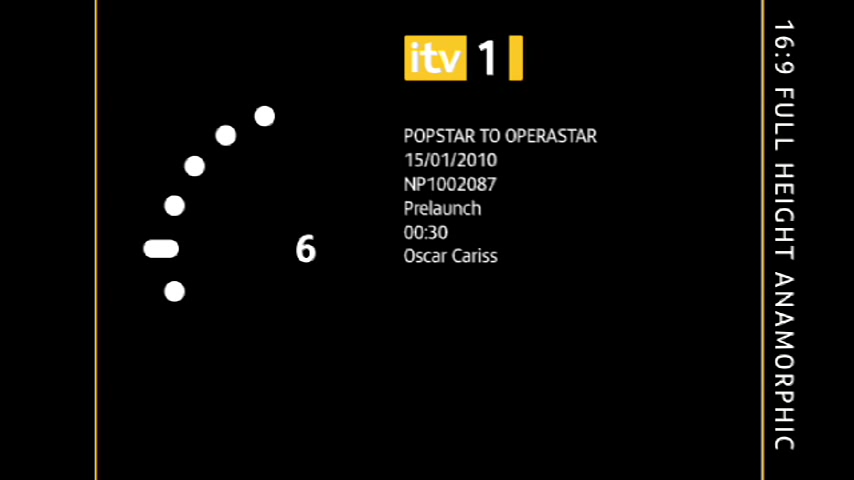 itv 1
POPSTAR TO OPERASTAR
15/01/2010
NP1002087
Prelaunch
00:30
Oscar Cariss
6
16:9 FULL HEIGHT ANAMORPHIC